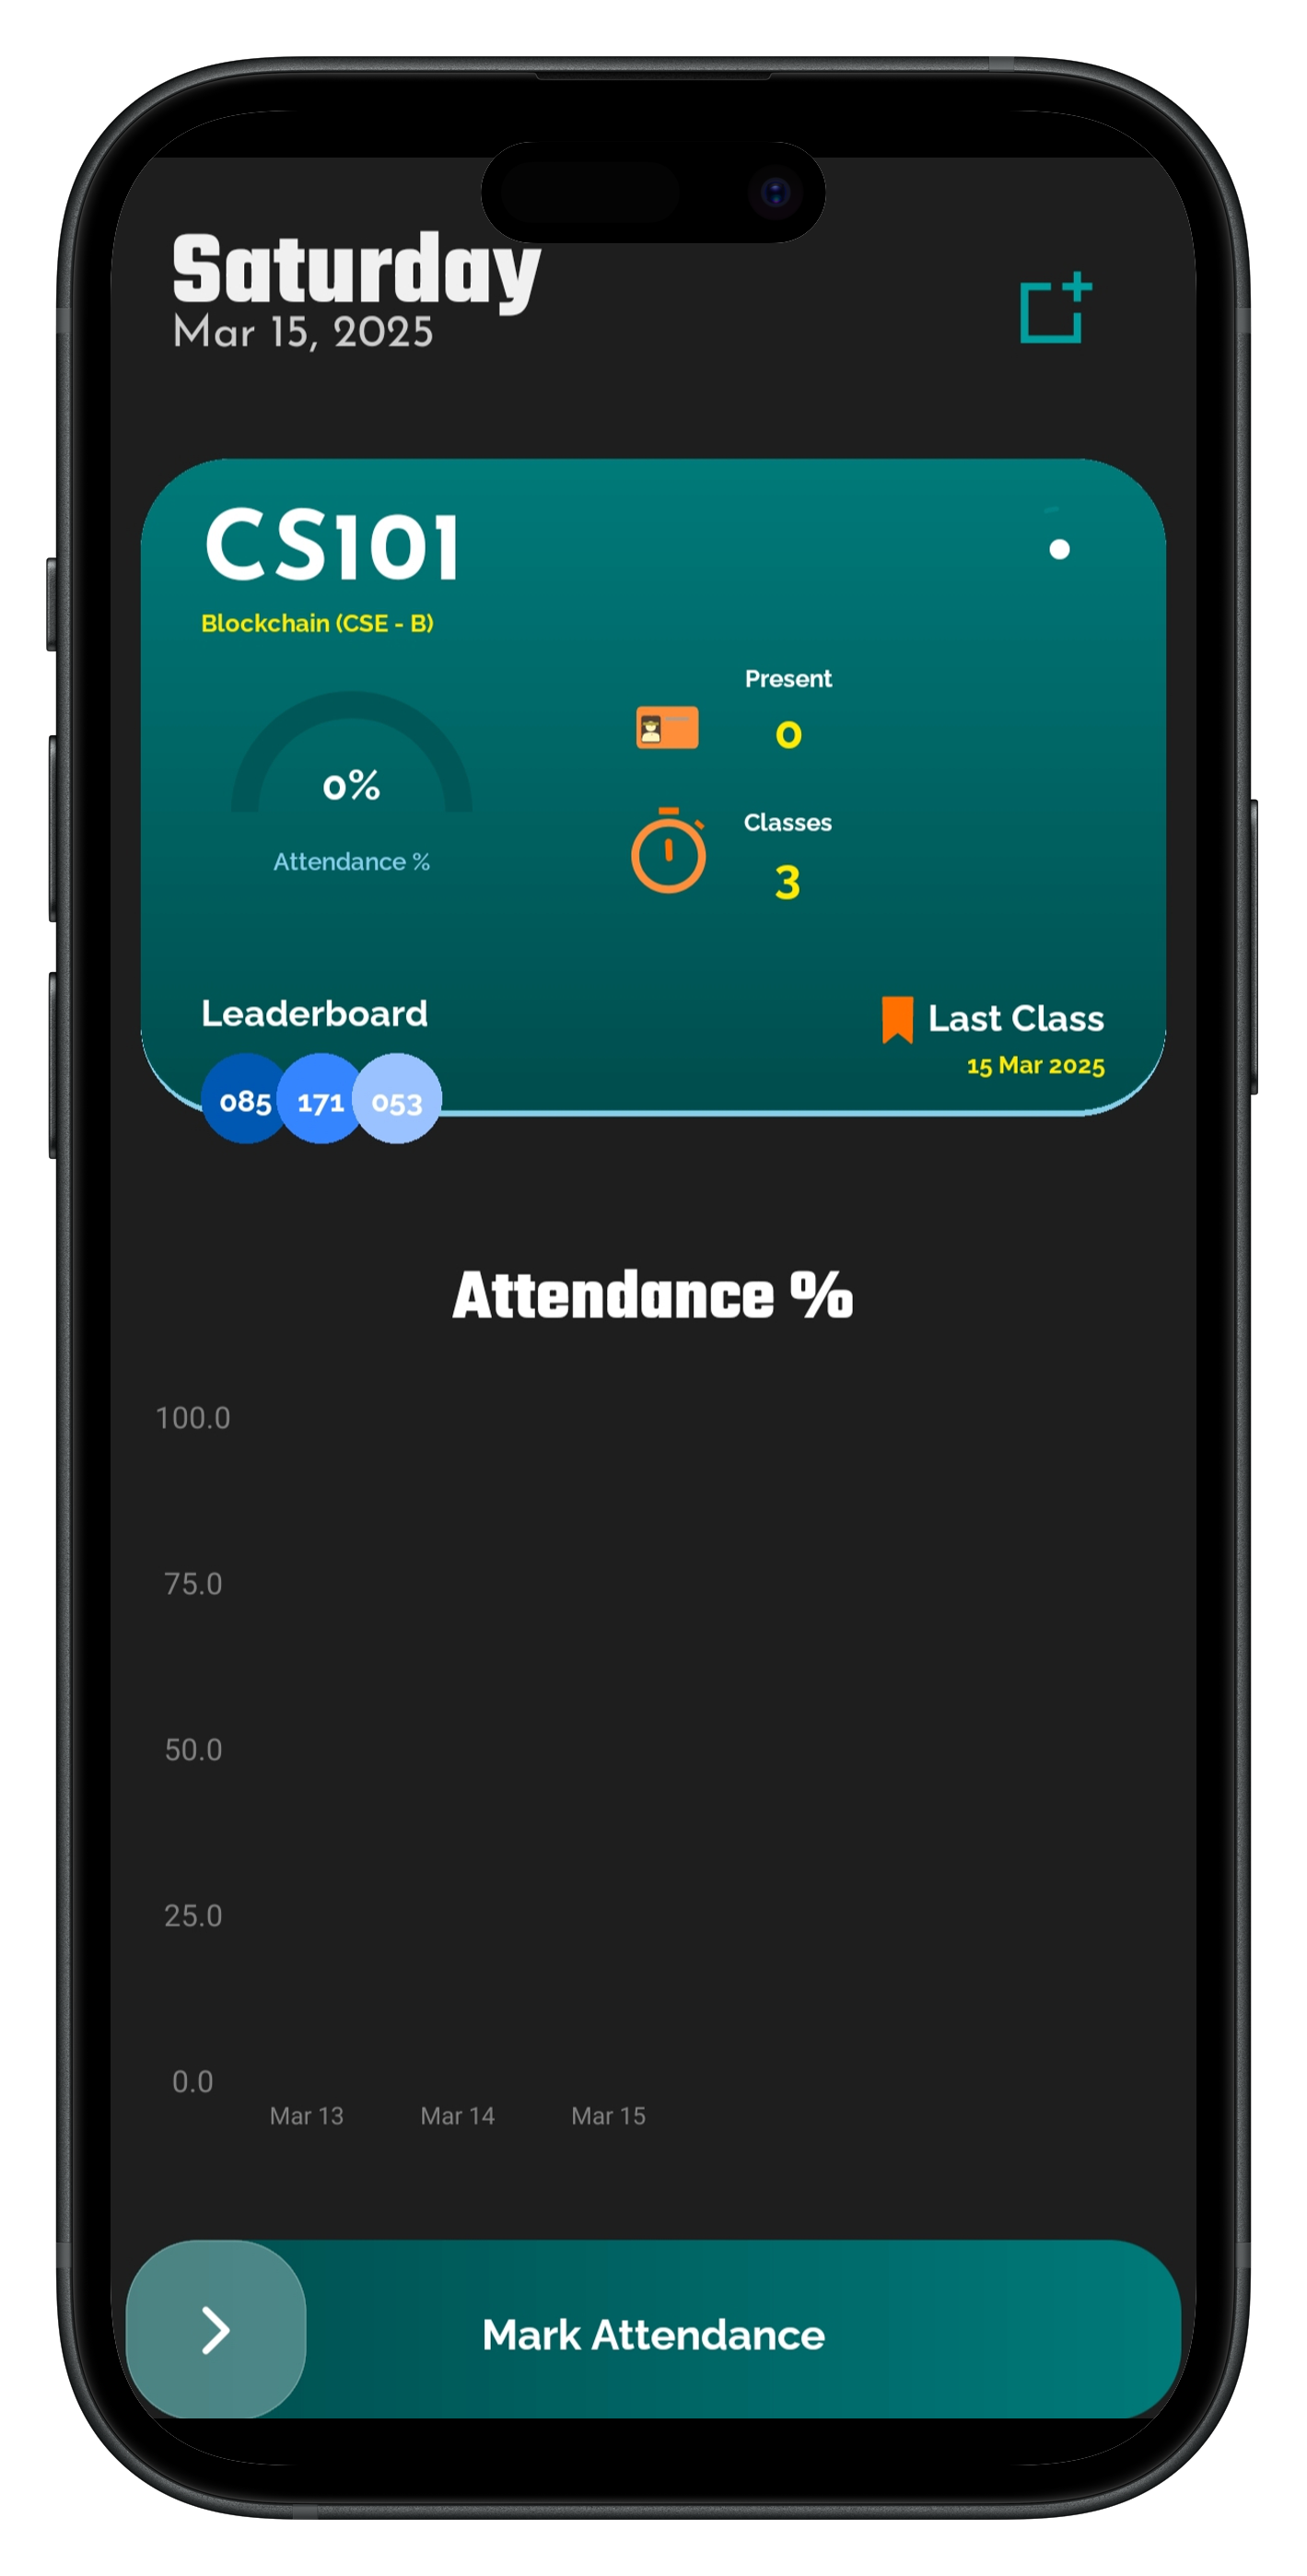 Saturday
Mar 15, 2025
CS101
Blockchain (CSE - B)
Present
0
0%
Attendance %
Classes
3
Leaderboard
085 171 053
Last Class
15 Mar 2025
Attendance %
100.0
75.0
50.0
25.0
0.0
Mar 13 Mar 14 Mar 15
Mark Attendance